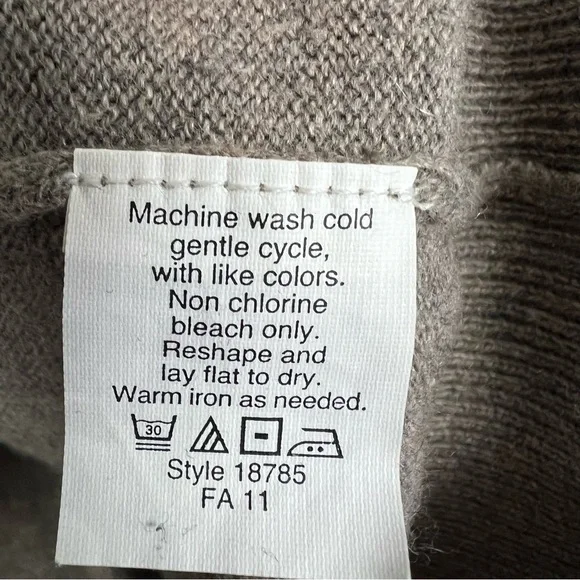 Machine wash cold
gentle cycle,
with like colors.
Non chlorine
bleach only.
Reshape and
lay flat to dry.
Warm iron as needed.
30
Style 18785
FA 11